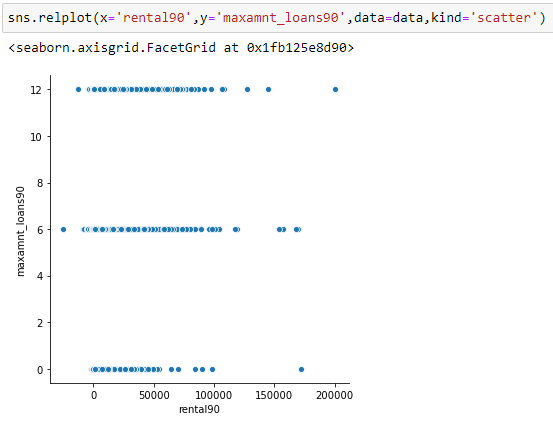 sns.relplot(x='rental90',y='maxamnt_loans90',data=data,kind='scatter')
<seaborn.axisgrid.FacetGrid at 0x1fb125e8d90>
12
10
8
6
4
2
0
maxamnt_loans90
0 50000 100000 150000 200000
rental90